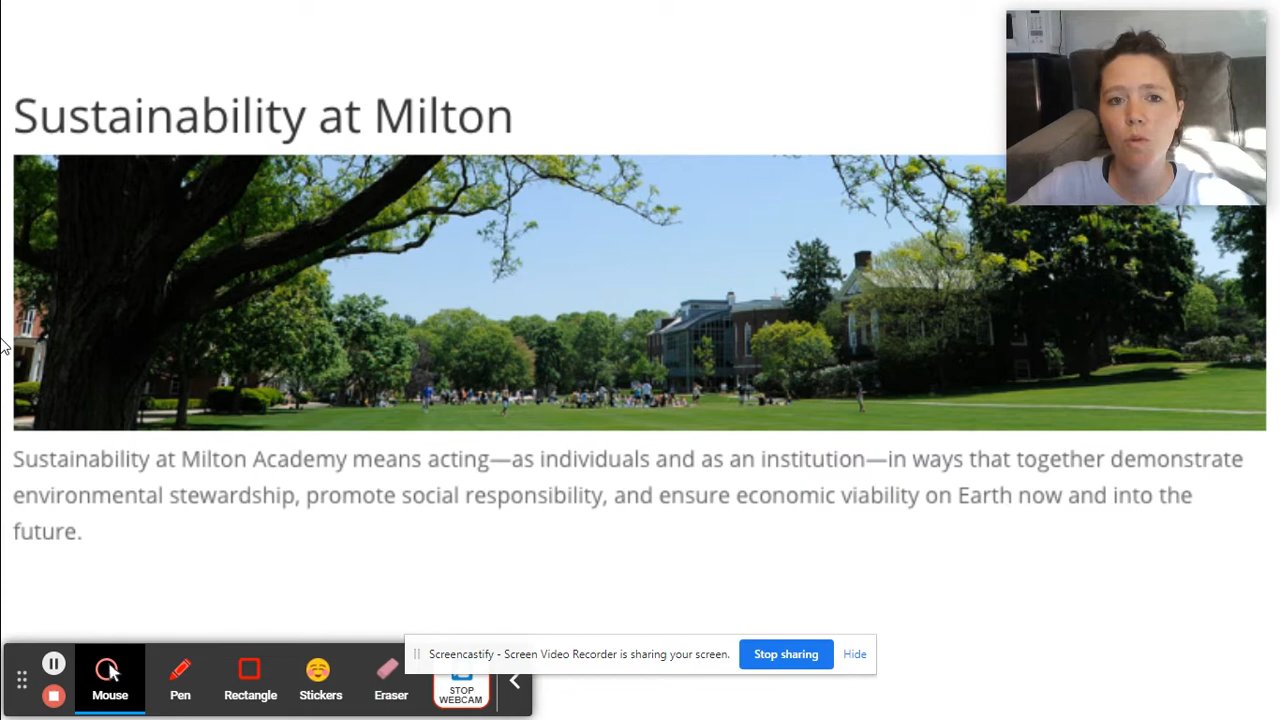 Sustainability at Milton
Sustainability at Milton Academy means acting—as individuals and as an institution—in ways that together demonstrate
environmental stewardship, promote social responsibility, and ensure economic viability on Earth now and into the
future.
Screencastify - Screen Video Recorder is sharing your screen.
Stop sharing
Hide
Mouse
Pen
Rectangle
Stickers
Eraser
STOP
WEBCAM